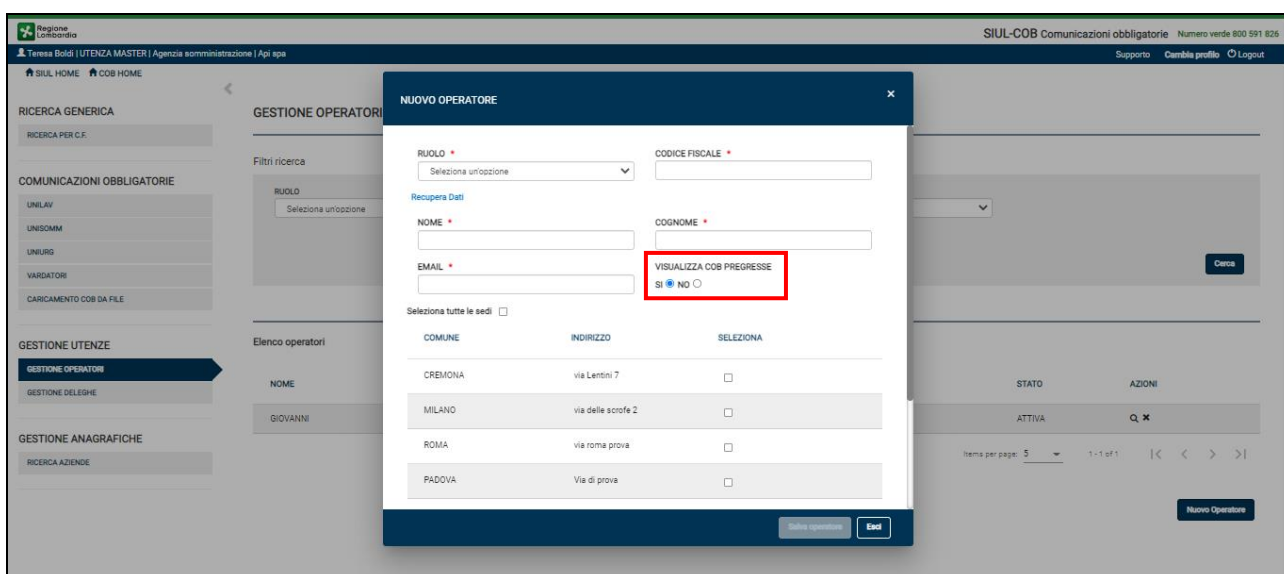 Regione
Lombardia
SIUL-COB Comunicazioni obbligatorie Numero verde 800 591 826
Teresa Boldi | UTENZA MASTER | Agenzia somministrazione | Api spa
Supporto Cambia profilo Logout
SIUL HOME COB HOME
RICERCA GENERICA
RICERCA PER C.F.
COMUNICAZIONI OBBLIGATORIE
UNILAV
UNISOMM
UNIURG
VARDATORI
CARICAMENTO COB DA FILE
GESTIONE UTENZE
GESTIONE OPERATORI
GESTIONE DELEGHE
GESTIONE ANAGRAFICHE
RICERCA AZIENDE
GESTIONE OPERATORI
Filtri ricerca
RUOLO
Seleziona un'opzione
Cerca
Elenco operatori
NOME STATO AZIONI
GIOVANNI ATTIVA
Items per page: 5 1 - 1 of 1
Nuovo Operatore
NUOVO OPERATORE ×
RUOLO * CODICE FISCALE *
Seleziona un'opzione
Recupera Dati
NOME * COGNOME *
EMAIL * VISUALIZZA COB PREGRESSE
SI NO
Seleziona tutte le sedi
COMUNE INDIRIZZO SELEZIONA
CREMONA via Lentini 7
MILANO via delle scrofe 2
ROMA via roma prova
PADOVA Via di prova
Salva operatore Esci